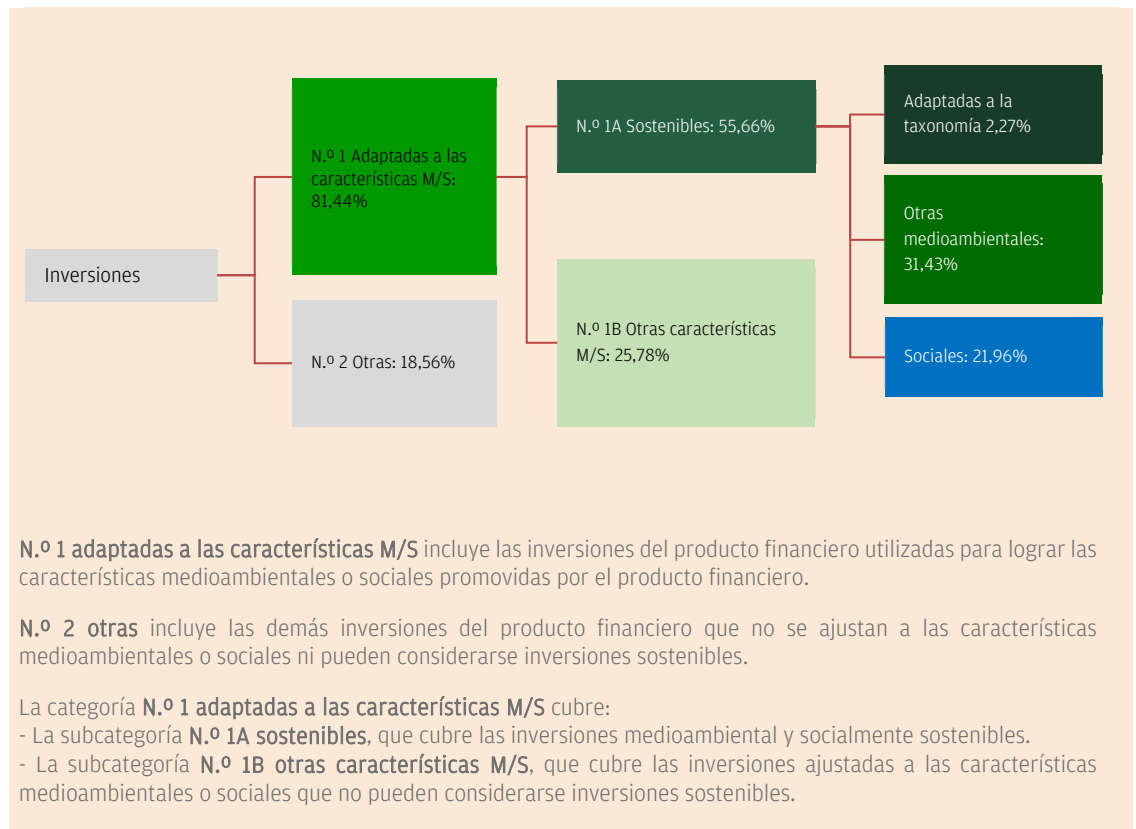 Inversiones
N.º 1 Adaptadas a las
características M/S:
81,44%
N.º 2 Otras: 18,56%
N.º 1A Sostenibles: 55,66%
N.º 1B Otras características
M/S: 25,78%
Adaptadas a la
taxonomía 2,27%
Otras
medioambientales:
31,43%
Sociales: 21,96%
N.º 1 adaptadas a las características M/S incluye las inversiones del producto financiero utilizadas para lograr las
características medioambientales o sociales promovidas por el producto financiero.
N.º 2 otras incluye las demás inversiones del producto financiero que no se ajustan a las características
medioambientales o sociales ni pueden considerarse inversiones sostenibles.
La categoría N.º 1 adaptadas a las características M/S cubre:
- La subcategoría N.º 1A sostenibles, que cubre las inversiones medioambiental y socialmente sostenibles.
- La subcategoría N.º 1B otras características M/S, que cubre las inversiones ajustadas a las características
medioambientales o sociales que no pueden considerarse inversiones sostenibles.